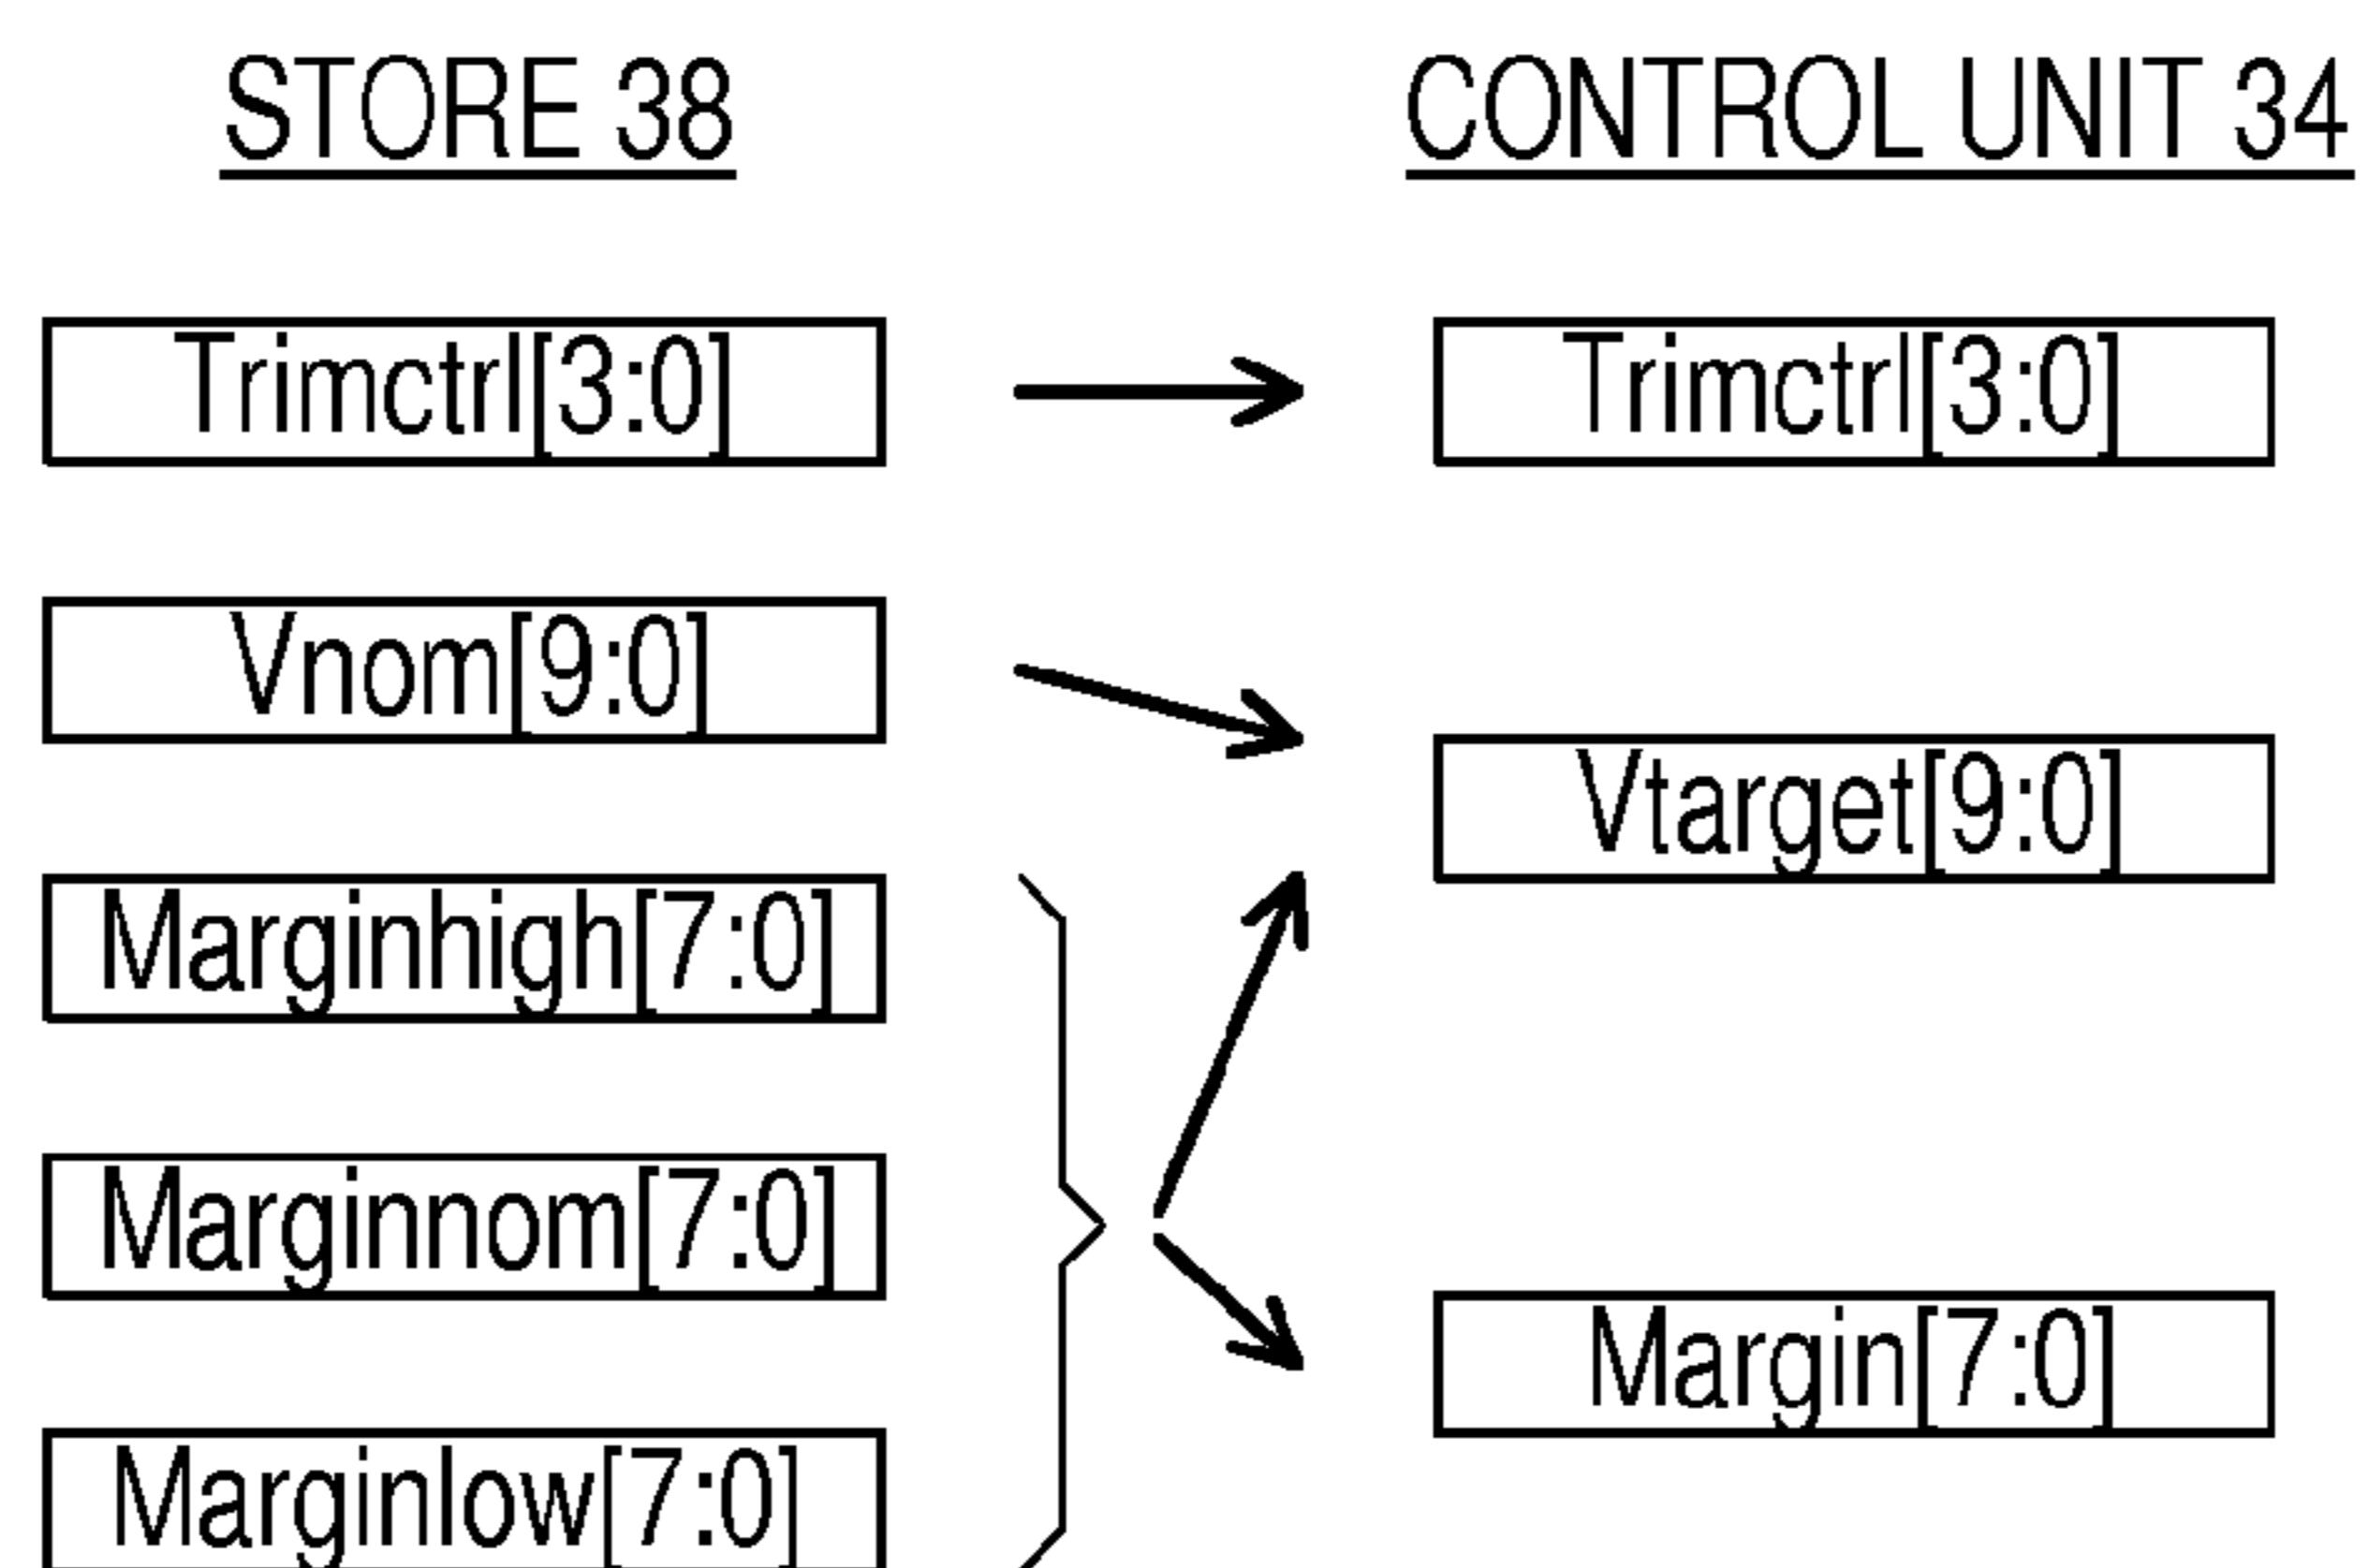 STORE 38
CONTROL UNIT 34
Trimctrl[3:0]
Trimctrl[3:0]
Vnom[9:0]
Vtarget[9:0]
Marginhigh[7:0]
Marginnom[7:0]
Margin[7:0]
Marginlow[7:0]